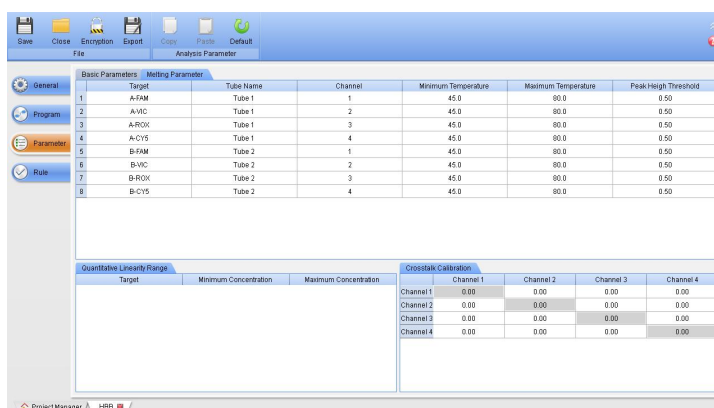 Save Close Encryption Export Copy Paste Default
File Analysis Parameter
General
Program
Parameter
Rule
Basic Parameters Melting Parameter
Target Tube Name Channel Minimum Temperature Maximum Temperature Peak Heigh Threshold
1 A-FAM Tube 1 1 45.0 80.0 0.50
2 A-VIC Tube 1 2 45.0 80.0 0.50
3 A-ROX Tube 1 3 45.0 80.0 0.50
4 A-CY5 Tube 1 4 45.0 80.0 0.50
5 B-FAM Tube 2 1 45.0 80.0 0.50
6 B-VIC Tube 2 2 45.0 80.0 0.50
7 B-ROX Tube 2 3 45.0 80.0 0.50
8 B-CY5 Tube 2 4 45.0 80.0 0.50
Quantitative Linearity Range
Target Minimum Concentration Maximum Concentration
Crosstalk Calibration
Channel 1 Channel 2 Channel 3 Channel 4
Channel 1 0.00 0.00 0.00 0.00
Channel 2 0.00 0.00 0.00 0.00
Channel 3 0.00 0.00 0.00 0.00
Channel 4 0.00 0.00 0.00 0.00
Project Manager HBB